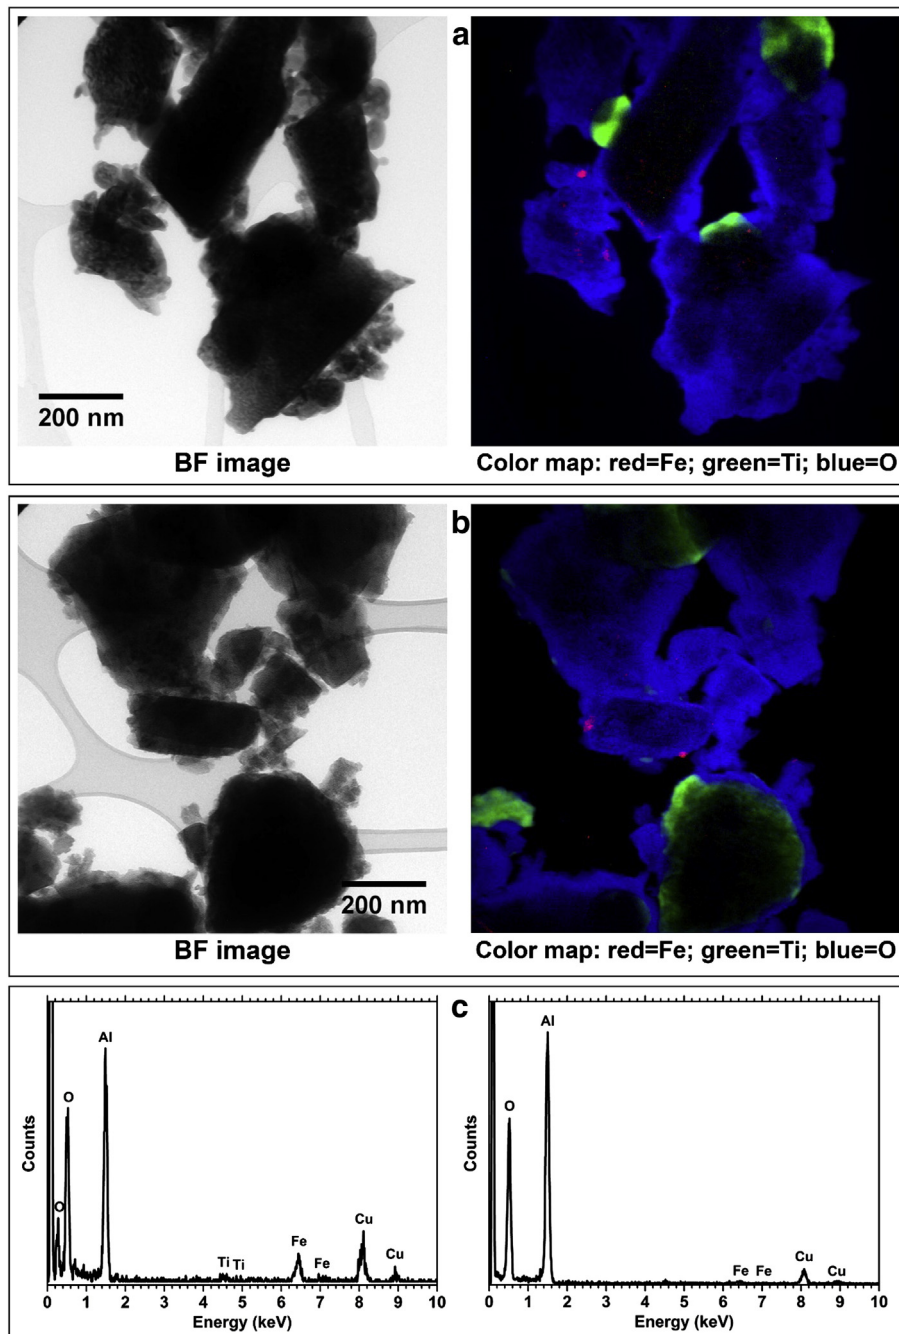 a
200 nm
BF image
Color map: red=Fe; green=Ti; blue=O
b
200 nm
BF image
Color map: red=Fe; green=Ti; blue=O
c
Counts
O
O
Al
Ti
Ti
Fe
Fe
Cu
Cu
0 1 2 3 4 5 6 7 8 9 10
Energy (keV)
Counts
O
Al
Fe
Fe
Cu
Cu
0 1 2 3 4 5 6 7 8 9 10
Energy (keV)